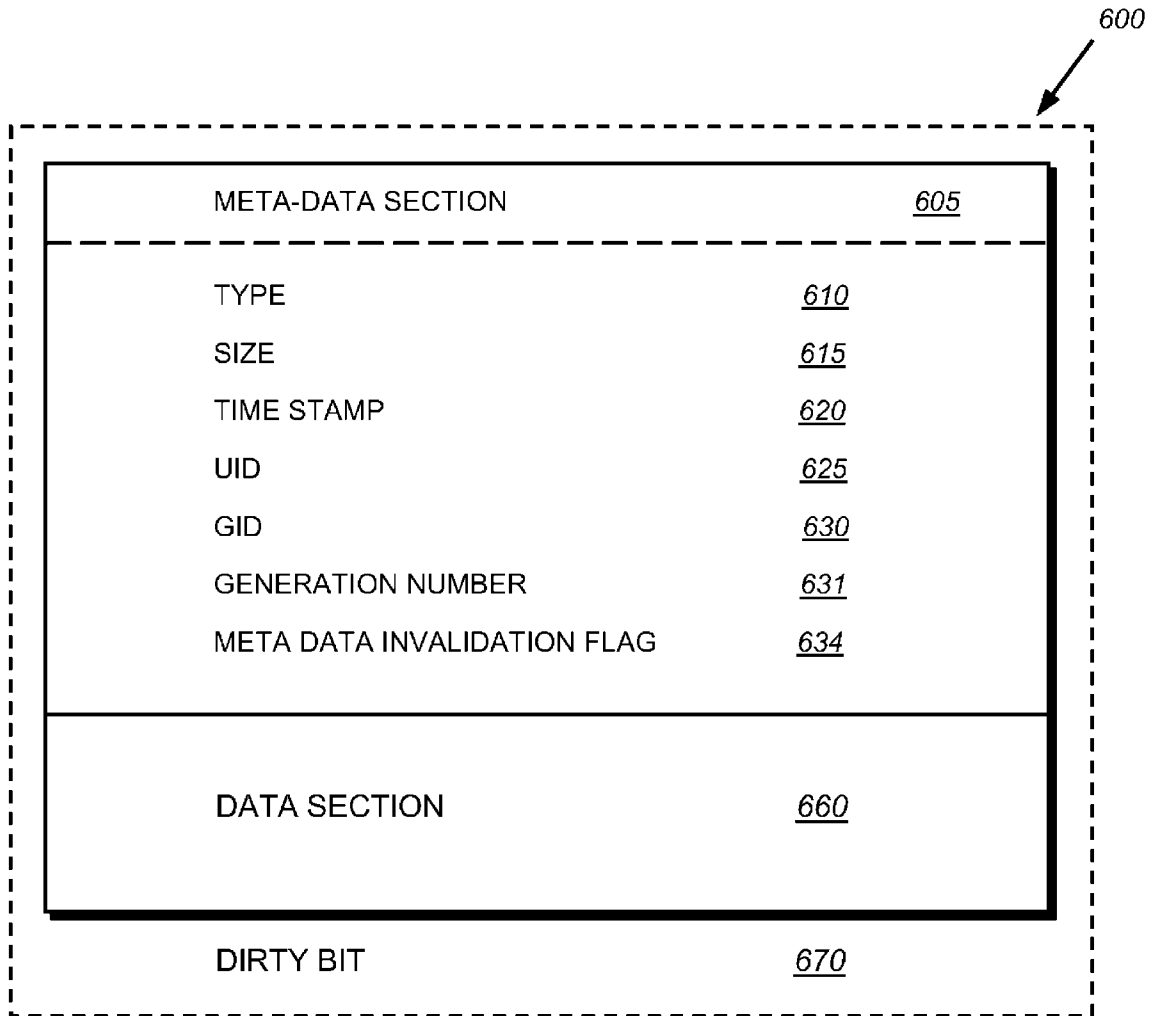 600
META-DATA SECTION 605
TYPE 610
SIZE 615
TIME STAMP 620
UID 625
GID 630
GENERATION NUMBER 631
META DATA INVALIDATION FLAG 634
DATA SECTION 660
DIRTY BIT 670